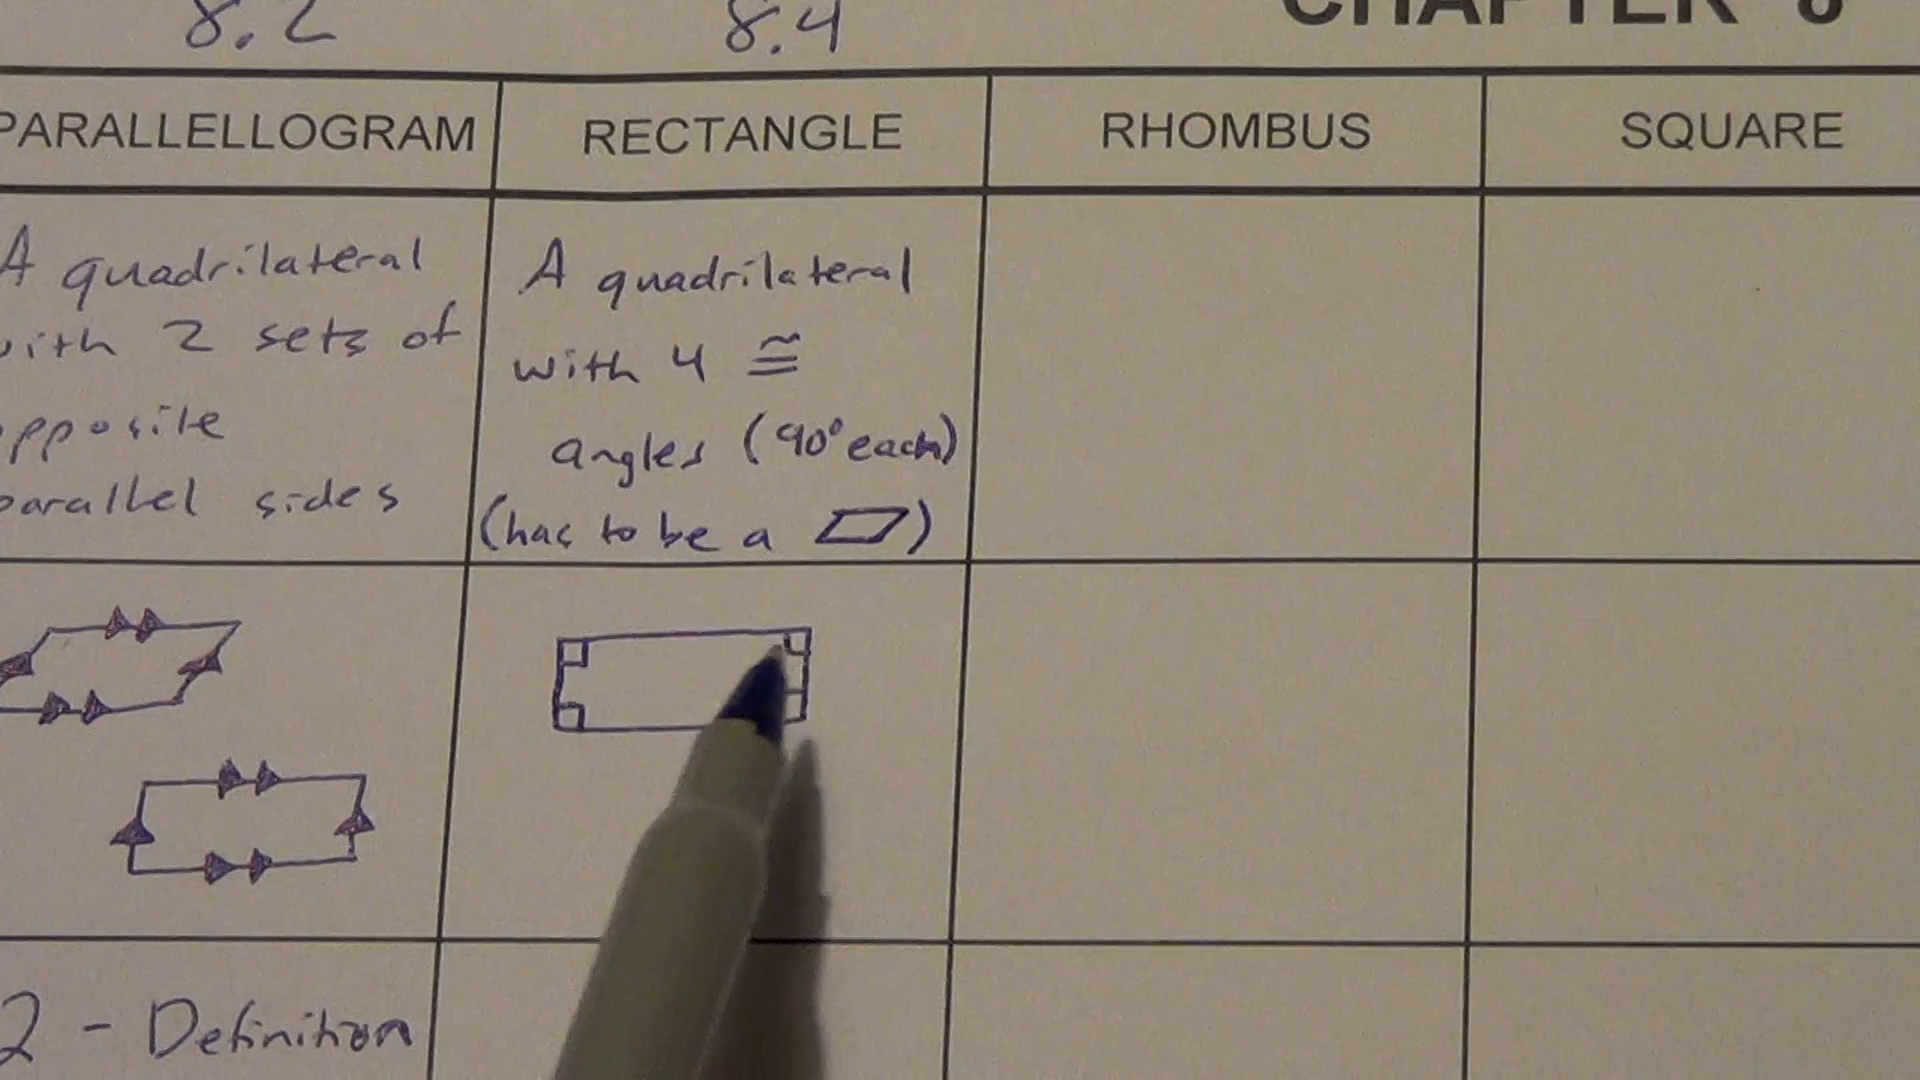 8.2
8.4
CHAPTER 8
PARALLELLOGRAM
RECTANGLE
RHOMBUS
SQUARE
A quadrilateral
with 2 sets of
opposite
parallel sides
A quadrilateral
with 4 ≅
angles (90° each)
(has to be a ▱)
2 - Definition